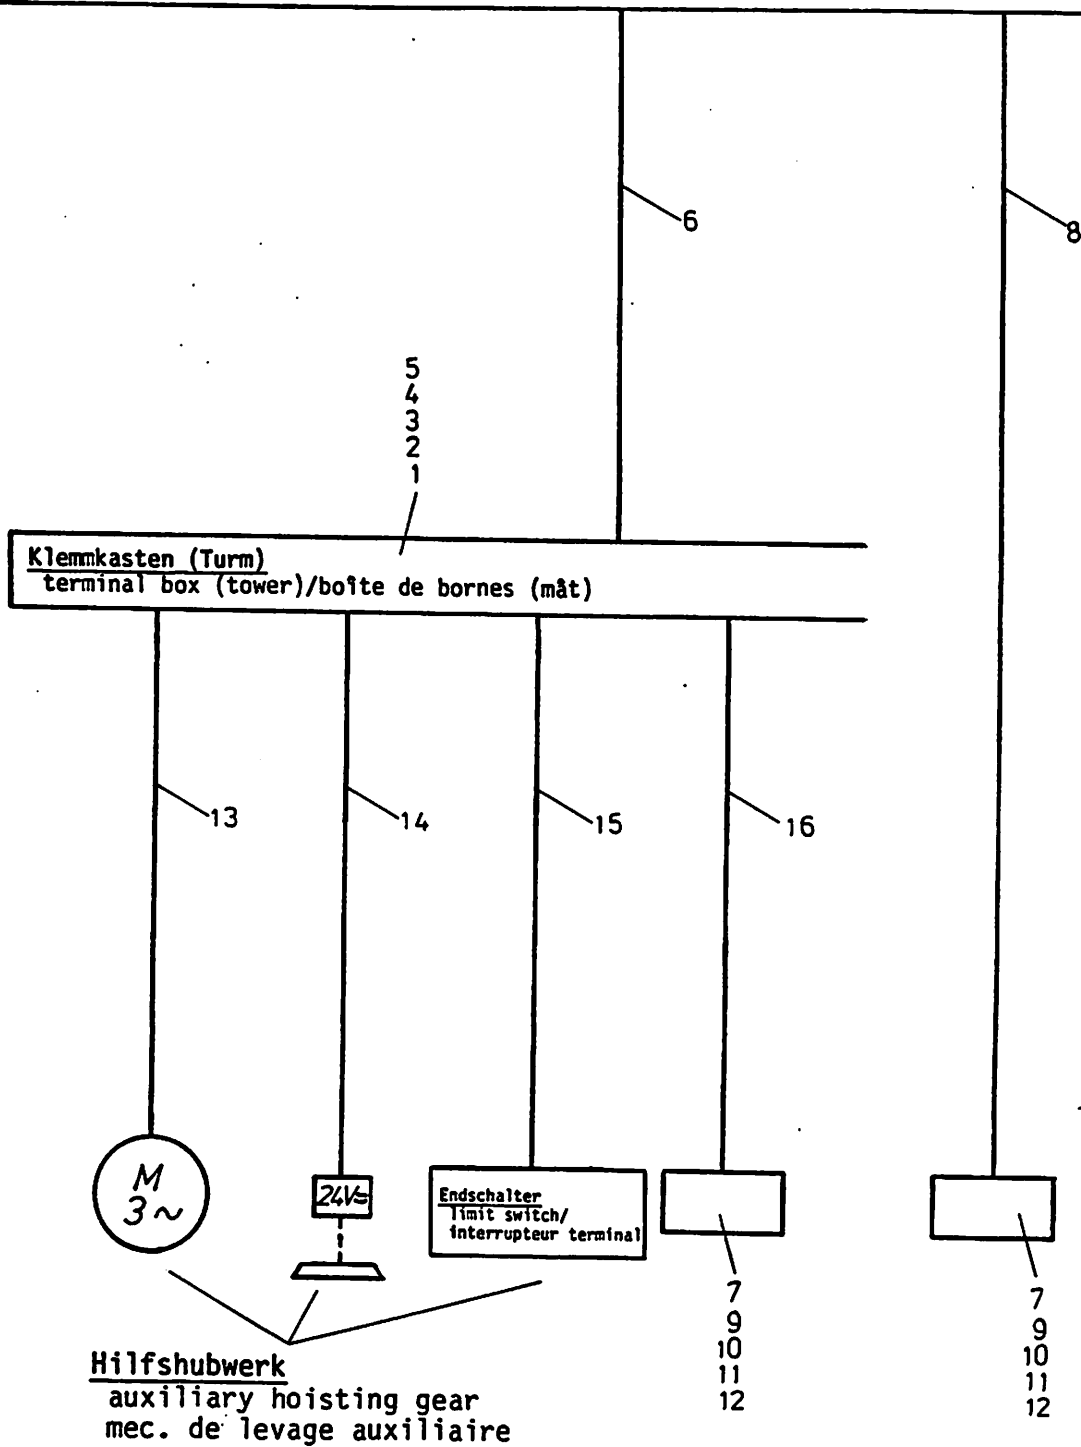 6
8
5
4
3
2
1
Klemmkasten (Turm)
terminal box (tower)/boîte de bornes (mât)
13
14
15
16
M
3~
24V=
Endschalter
limit switch/
interrupteur terminal
7
9
10
11
12
7
9
10
11
12
Hilfshubwerk
auxiliary hoisting gear
mec. de levage auxiliaire